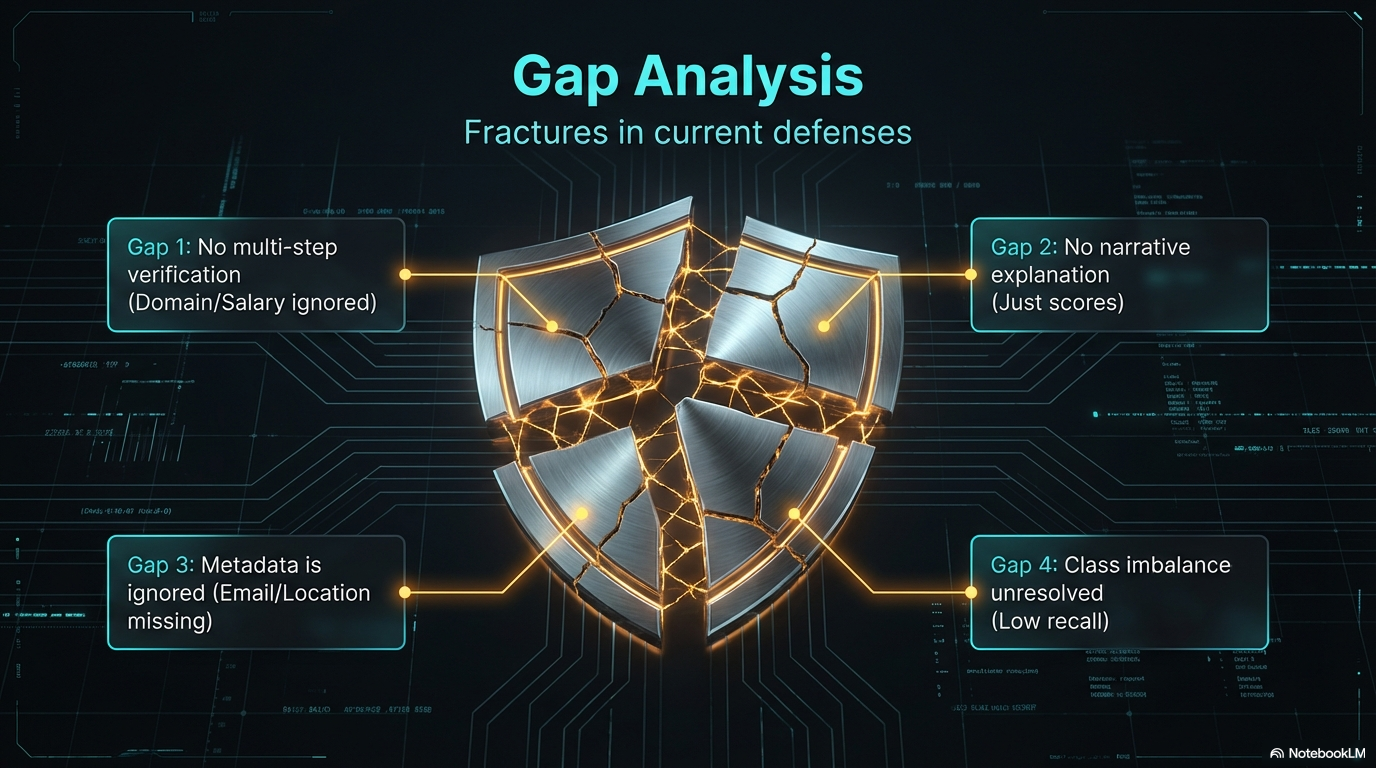 Gap Analysis
Fractures in current defenses
Gap 1: No multi-step
verification
(Domain/Salary ignored)
Gap 2: No narrative
explanation
(Just scores)
Gap 3: Metadata is
ignored (Email/Location
missing)
Gap 4: Class imbalance
unresolved
(Low recall)
NotebookLM